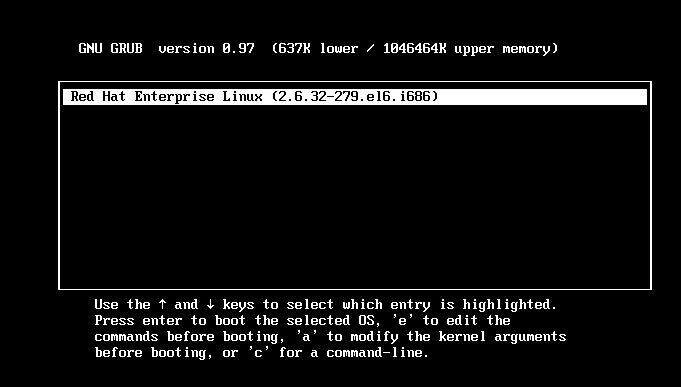 GNU GRUB  version 0.97  (637K lower / 1046464K upper memory)
Red Hat Enterprise Linux (2.6.32-279.el6.i686)
Use the ↑ and ↓ keys to select which entry is highlighted.
Press enter to boot the selected OS, 'e' to edit the
commands before booting, 'a' to modify the kernel arguments
before booting, or 'c' for a command-line.